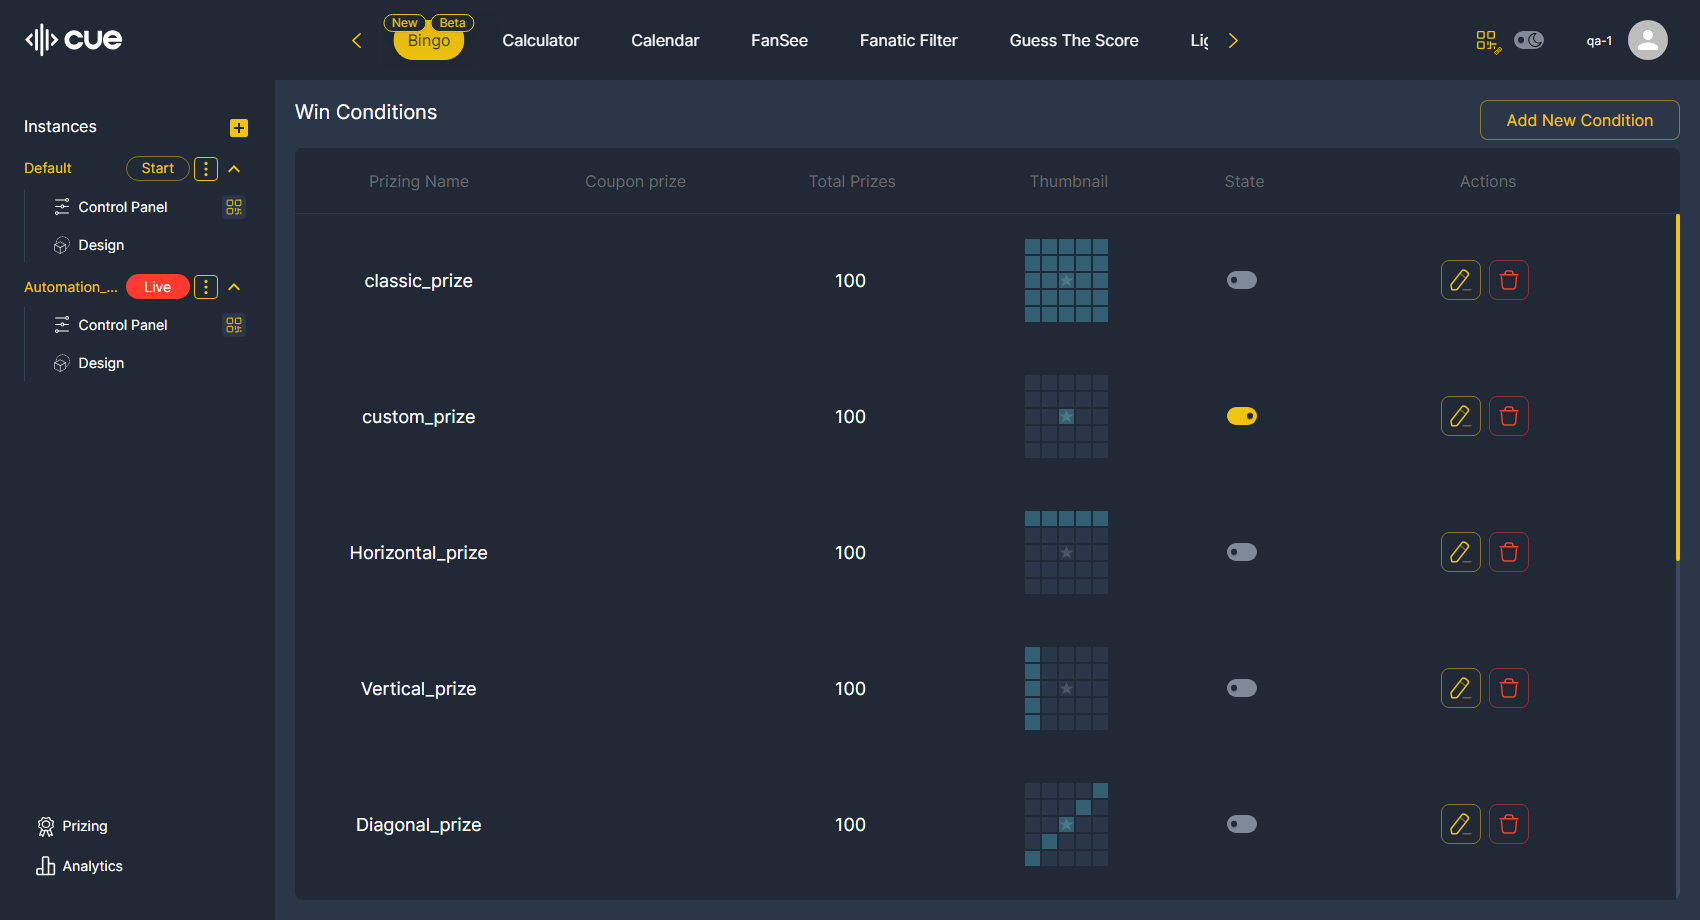 cue
New Beta
Bingo Calculator Calendar FanSee Fanatic Filter Guess The Score
qa-1
Instances
Default Start
Control Panel
Design
Automation_... Live
Control Panel
Design
Prizing
Analytics
Win Conditions
Add New Condition
Prizing Name Coupon prize Total Prizes Thumbnail State Actions
classic_prize 100
custom_prize 100
Horizontal_prize 100
Vertical_prize 100
Diagonal_prize 100